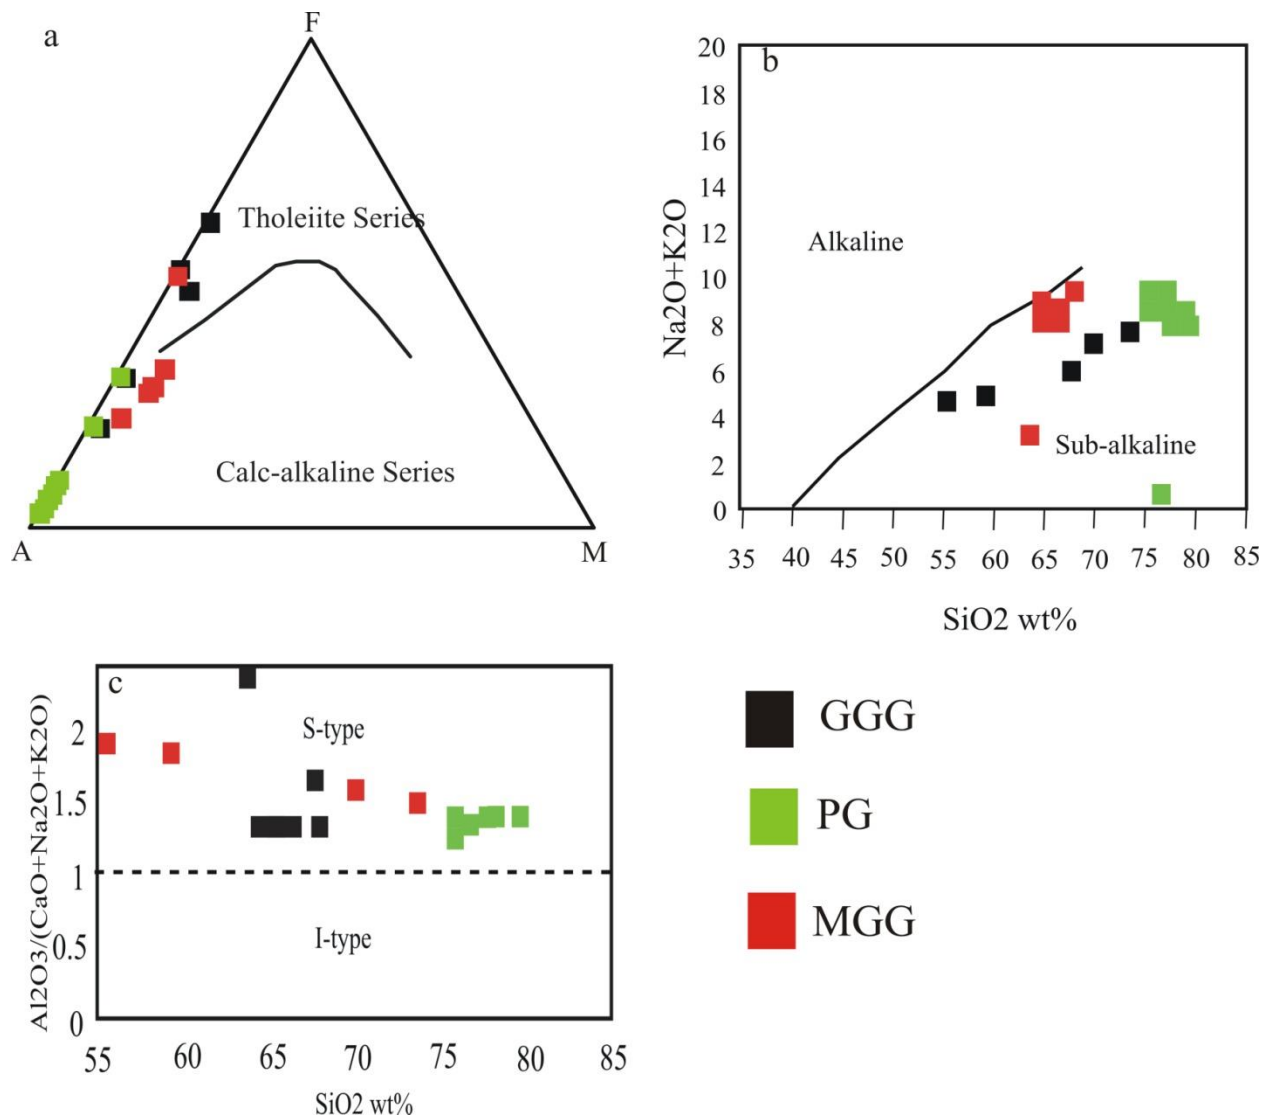 a
F
Tholeiite Series
Calc-alkaline Series
A
M
b
20
18
16
14
12
10
8
6
4
2
0
Na2O+K2O
Alkaline
Sub-alkaline
35 40 45 50 55 60 65 70 75 80 85
SiO2 wt%
c
2
1.5
1
0.5
0
Al2O3/(CaO+Na2O+K2O)
S-type
I-type
55 60 65 70 75 80 85
SiO2 wt%
GGG
PG
MGG